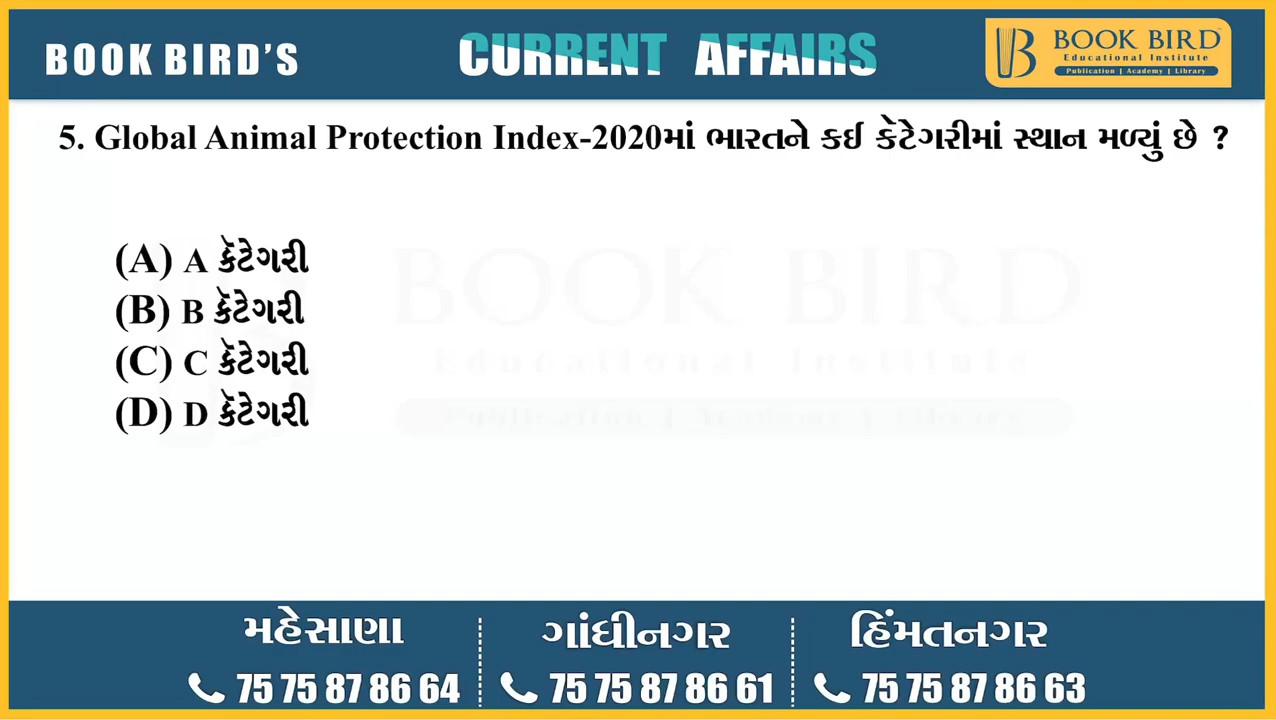 BOOK BIRD'S
CURRENT AFFAIRS
BOOK BIRD
Educational Institute
Publication | Academy | Library
5. Global Animal Protection Index-2020માં ભારતને કઈ કેટેગરીમાં સ્થાન મળ્યું છે ?
(A) A કૅટેગરી
(B) B કૅટેગરી
(C) C કૅટેગરી
(D) D કૅટેગરી
BOOK BIRD
Educational Institute
Publication | Academy | Library
મહેસાણા
75 75 87 86 64
ગાંધીનગર
75 75 87 86 61
હિંમતનગર
75 75 87 86 63